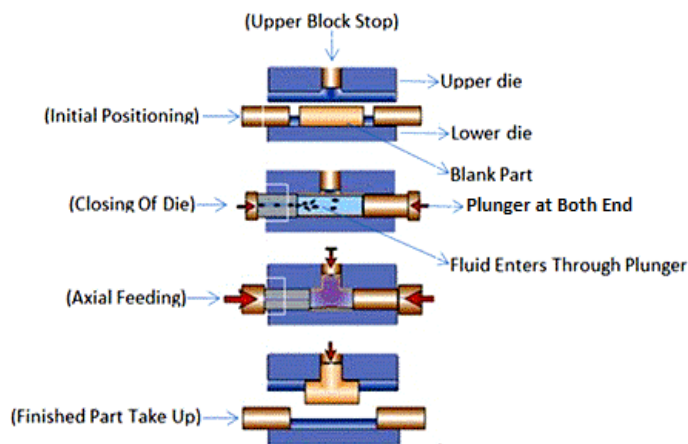 (Upper Block Stop)
Upper die
(Initial Positioning)
Lower die
Blank Part
(Closing Of Die)
Plunger at Both End
Fluid Enters Through Plunger
(Axial Feeding)
(Finished Part Take Up)